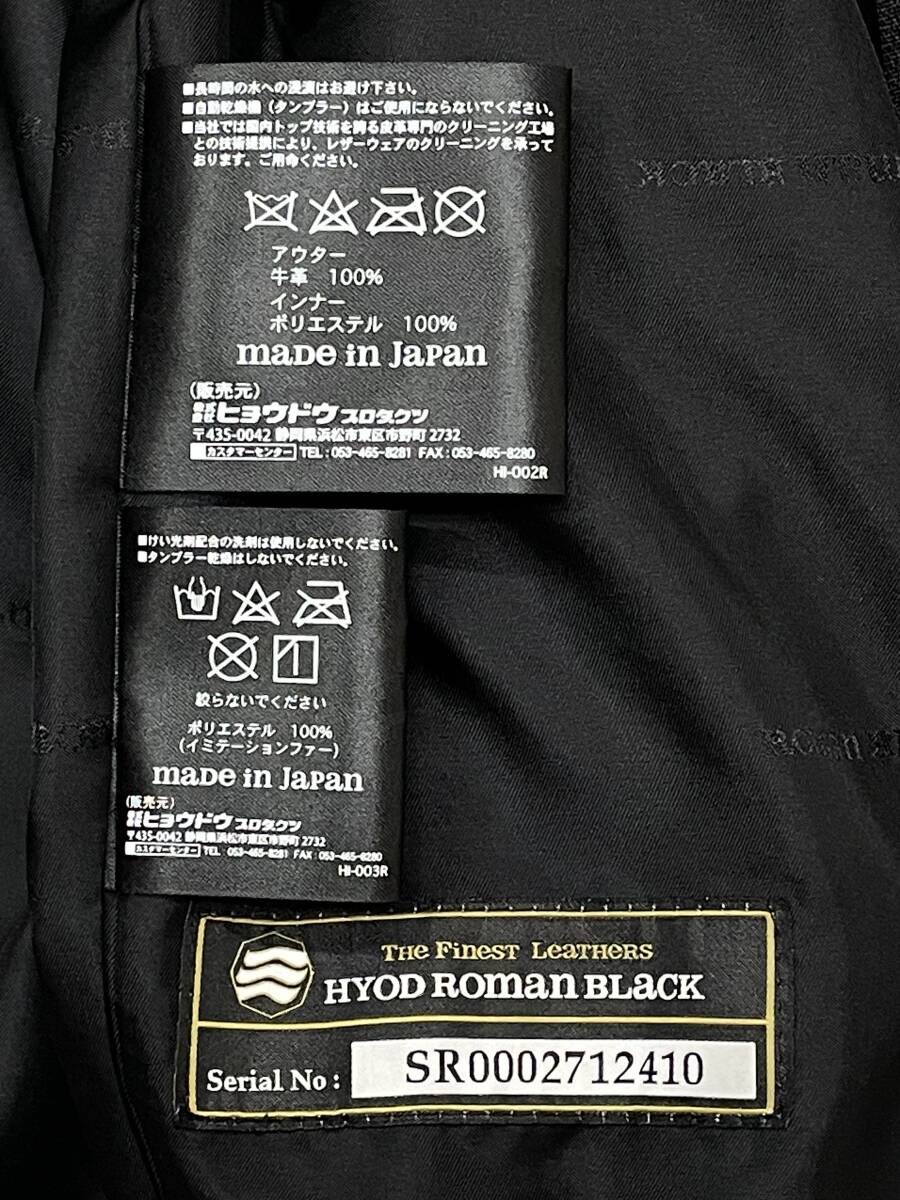 ■長時間の水への浸漬はお避け下さい。
■自動乾燥機(タンブラー)はご使用にならないでください。
■当社では国内トップ技術を誇る皮革専門のクリーニング工場
との技術提携により、レザーウェアのクリーニングを承って
おります。ご用命ください。
アウター
牛革 100%
インナー
ポリエステル 100%
maDe in JaPan
(販売元)
株式会社ヒョウドウプロダクツ
〒435-0042 静岡県浜松市東区市野町 2732
カスタマーセンター TEL:053-465-8281 FAX:053-465-8280
HI-002R
■けい光剤配合の洗剤は使用しないでください。
■タンブラー乾燥はしないでください。
絞らないでください
ポリエステル 100%
(イミテーションファー)
maDe in JaPan
(販売元)
株式会社ヒョウドウプロダクツ
〒435-0042 静岡県浜松市東区市野町 2732
カスタマーセンター TEL 053-465-8281 FAX:053-465-8280
HI-003R
THe Finest Leathers
HYOD Roman BLacK
Serial No: SR0002712410